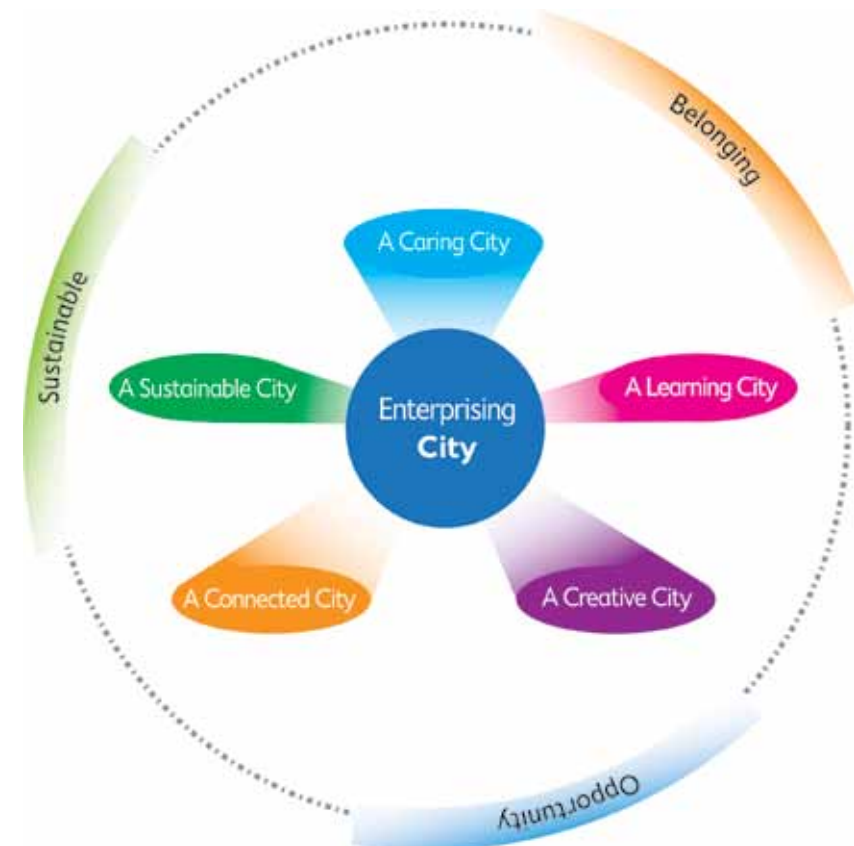 Belonging
A Caring City
Sustainable
A Sustainable City
A Learning City
Enterprising
City
A Connected City
A Creative City
Opportunity